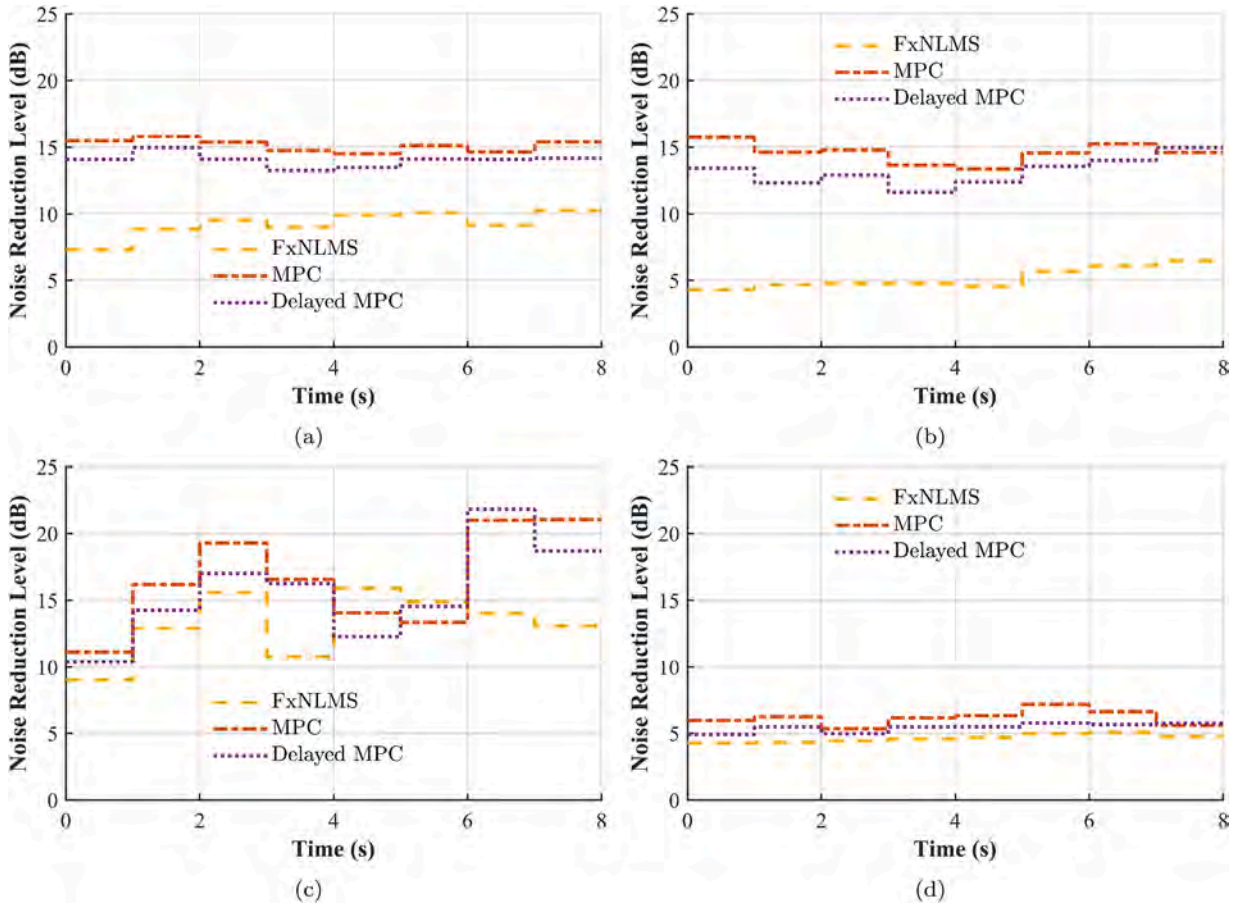 25
20
15
10
5
0
Noise Reduction Level (dB)
FxNLMS
MPC
Delayed MPC
0 2 4 6 8
Time (s)
(a)
25
20
15
10
5
0
Noise Reduction Level (dB)
FxNLMS
MPC
Delayed MPC
0 2 4 6 8
Time (s)
(b)
25
20
15
10
5
0
Noise Reduction Level (dB)
FxNLMS
MPC
Delayed MPC
0 2 4 6 8
Time (s)
(c)
25
20
15
10
5
0
Noise Reduction Level (dB)
FxNLMS
MPC
Delayed MPC
0 2 4 6 8
Time (s)
(d)